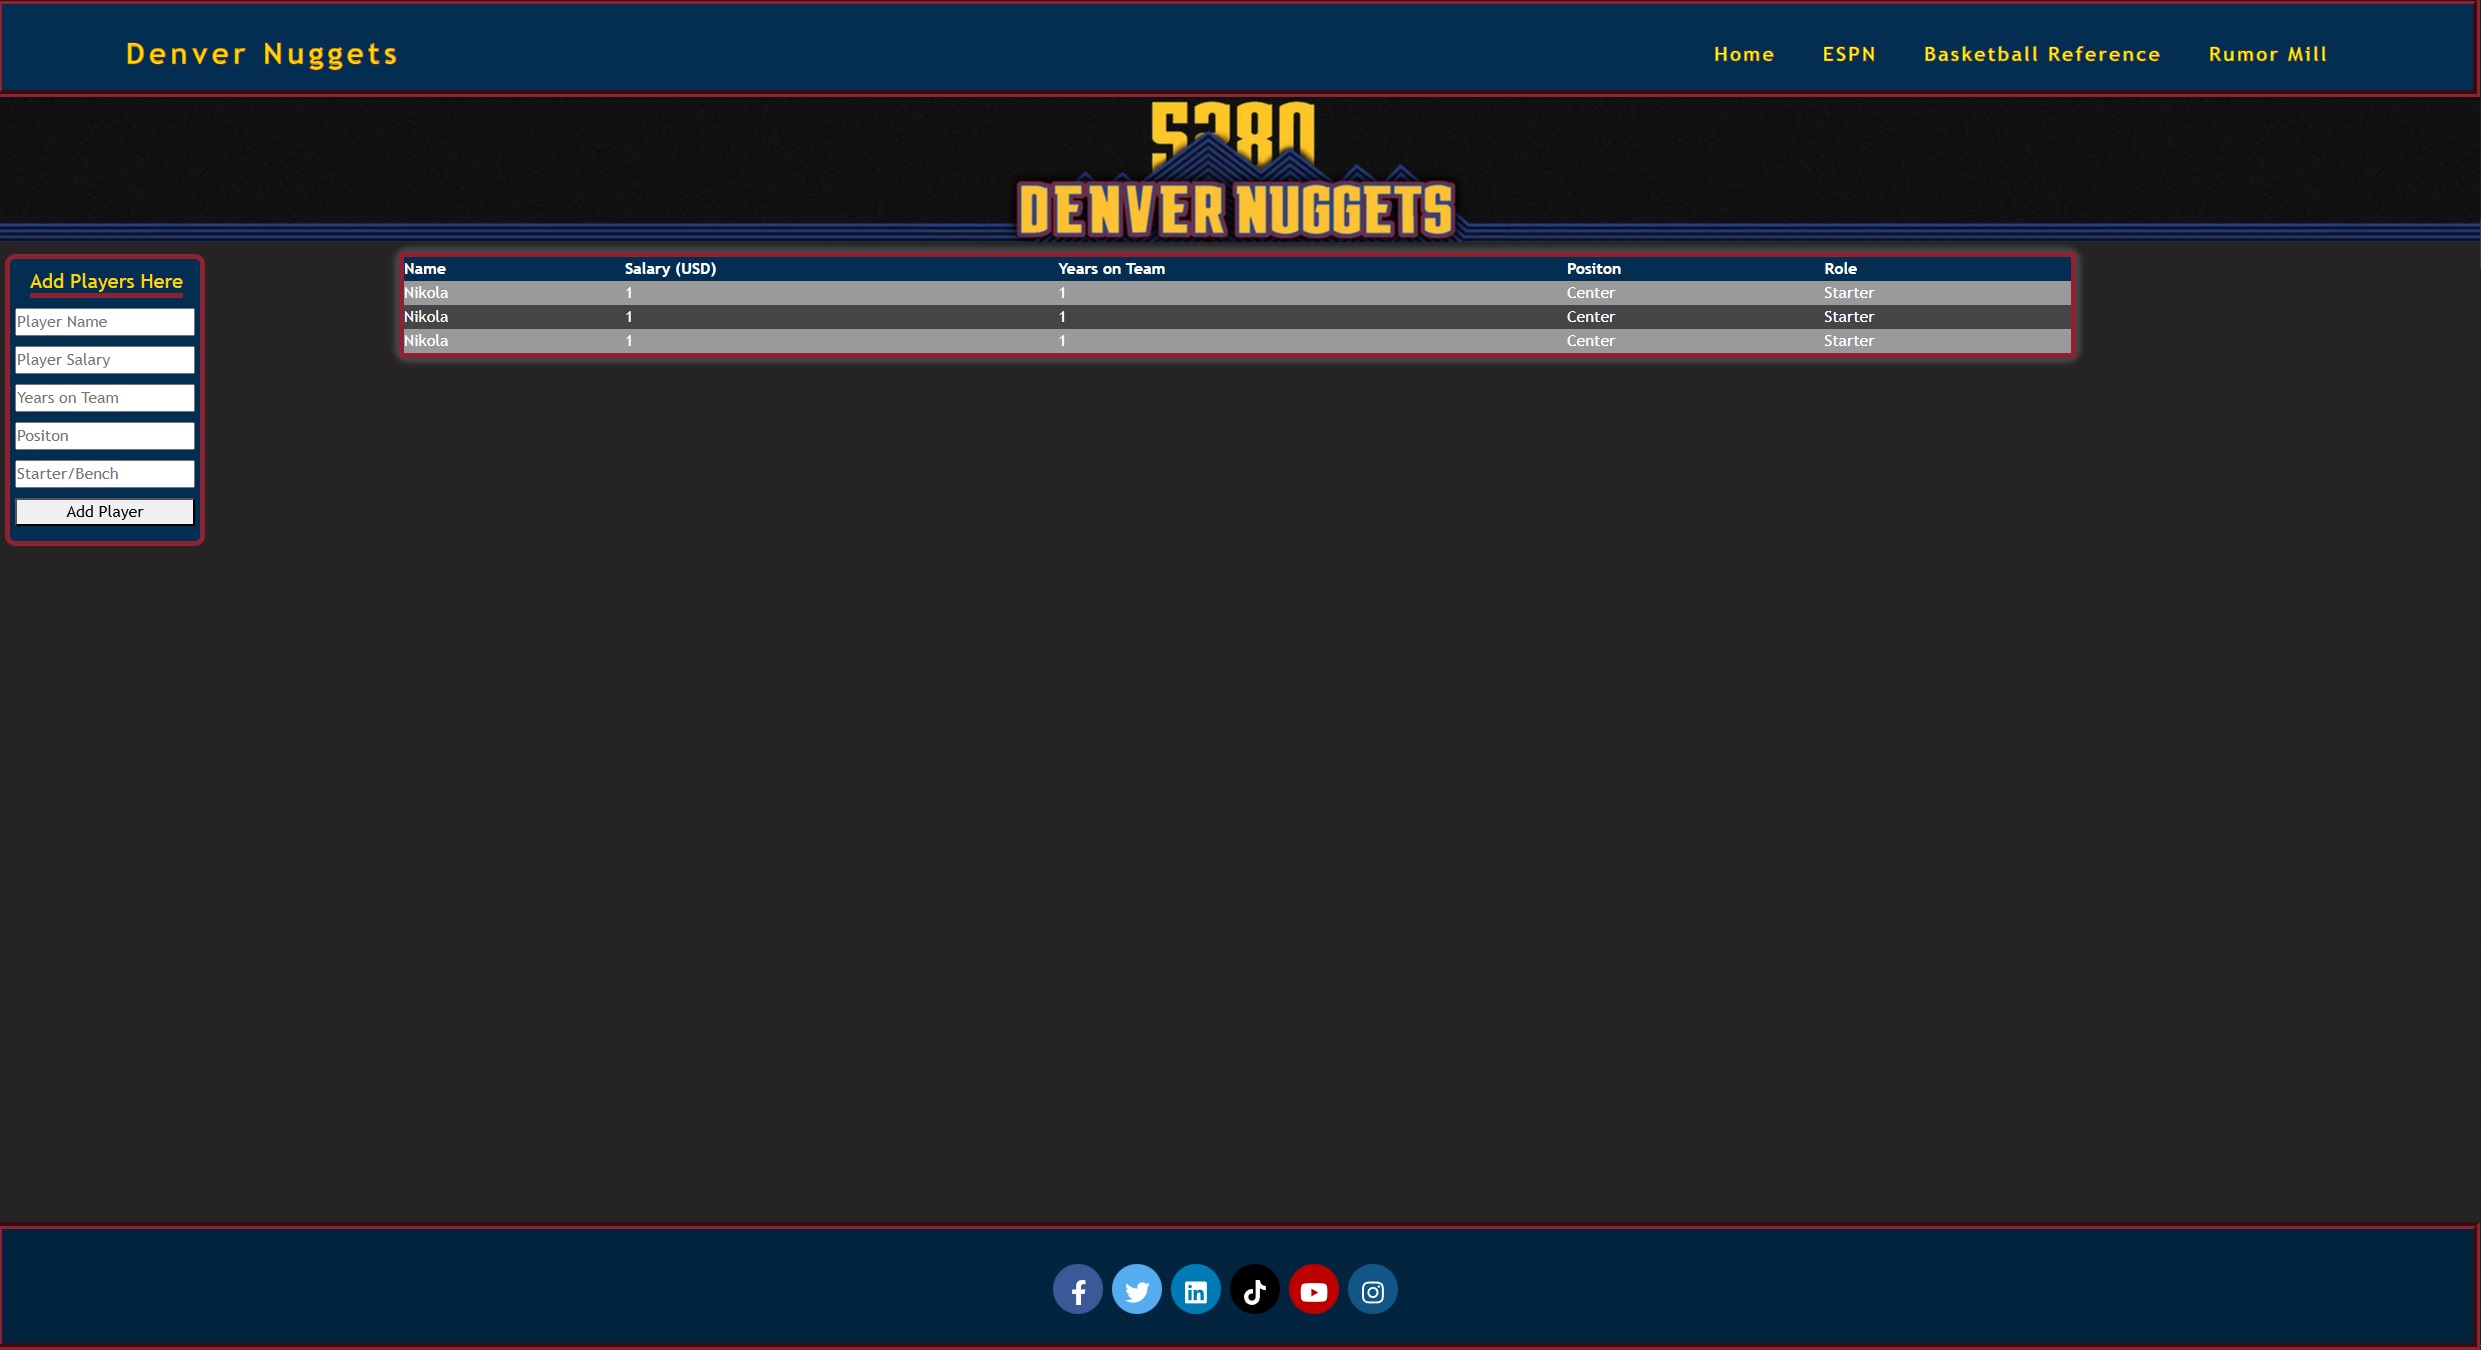 Denver Nuggets Home ESPN Basketball Reference Rumor Mill
5280
DENVER NUGGETS
Add Players Here
Player Name
Player Salary
Years on Team
Positon
Starter/Bench
Add Player
Name Salary (USD) Years on Team Positon Role
Nikola 1 1 Center Starter
Nikola 1 1 Center Starter
Nikola 1 1 Center Starter